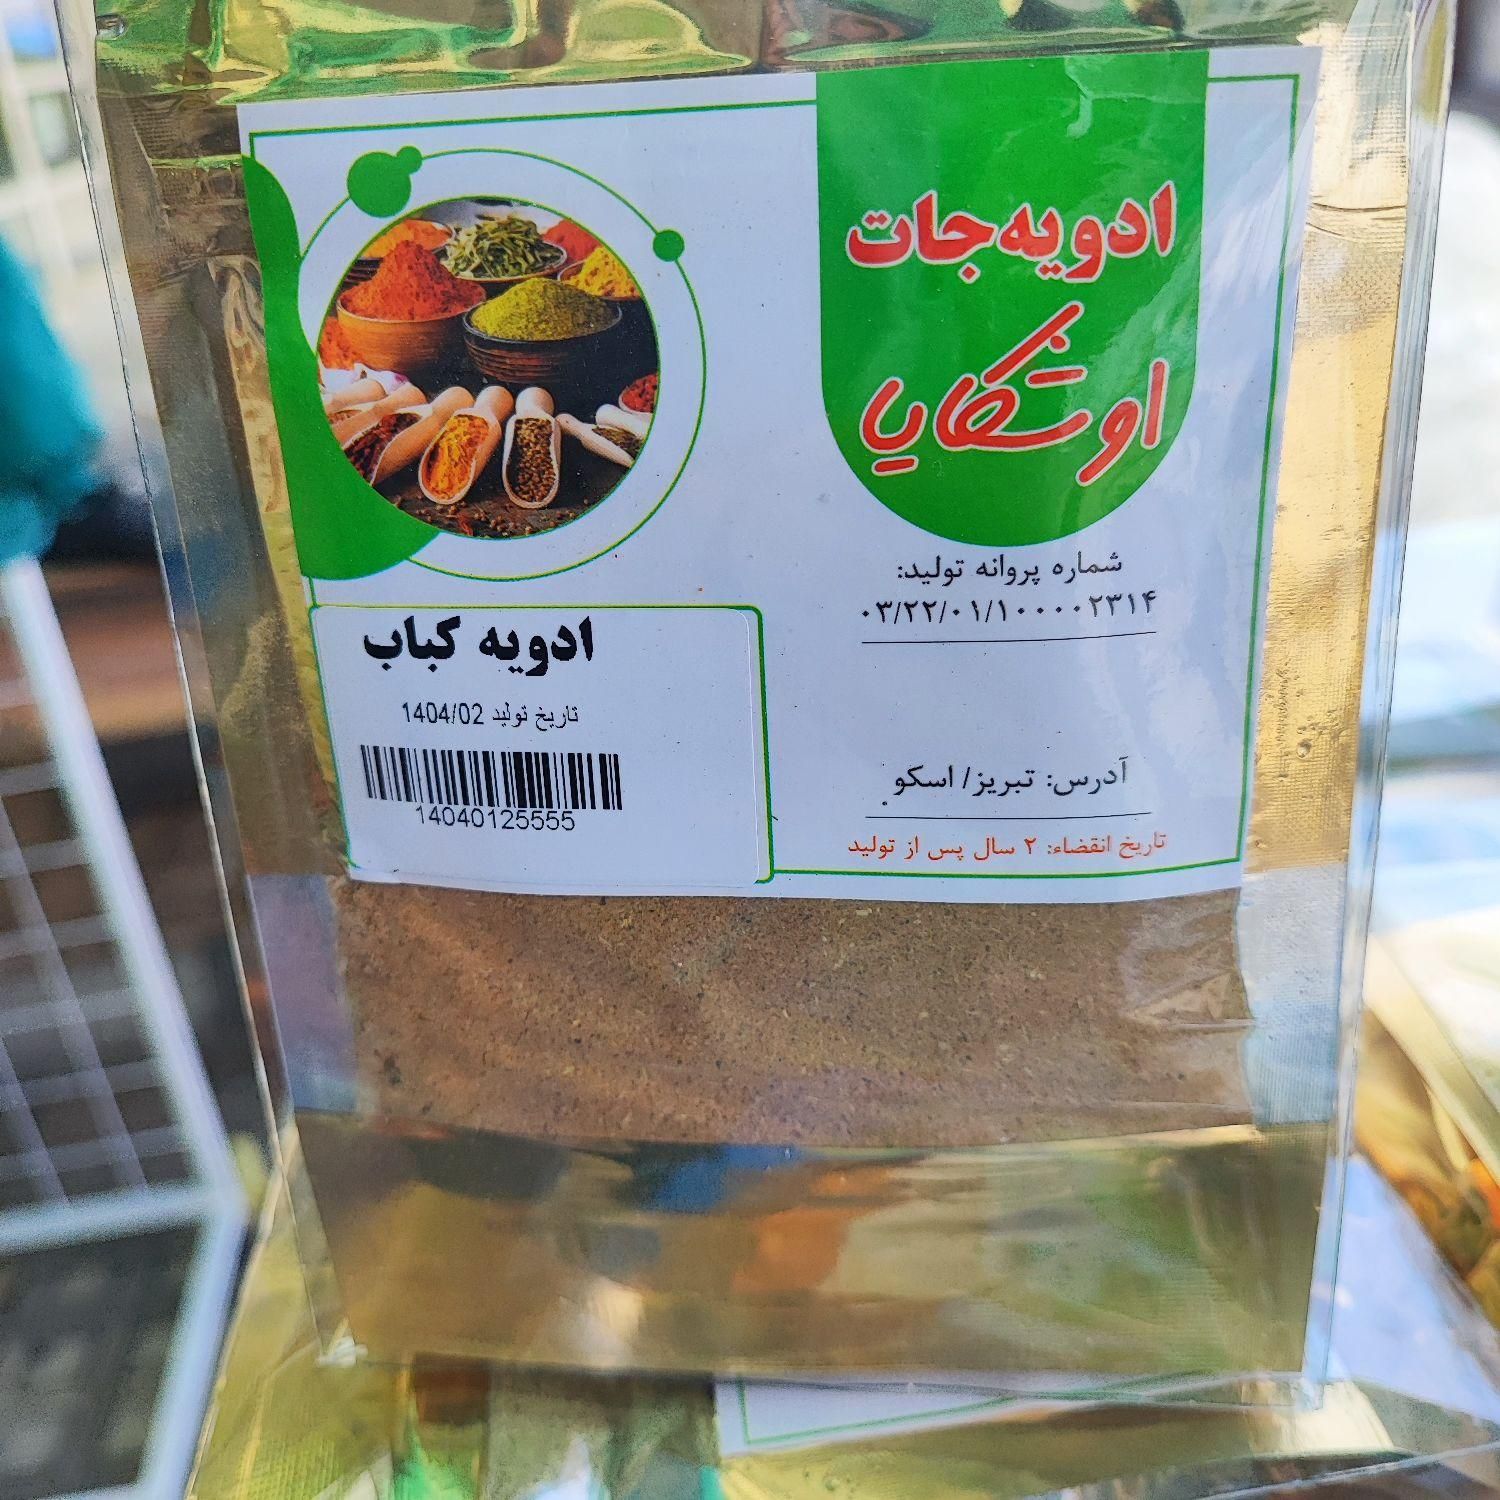 ادویه‌جات
اوشکایا
شماره پروانه تولید:
۰۳/۲۲/۰۱/۱۰۰۰۰۲۳۱۴
آدرس: تبریز/ اسکو
تاریخ انقضاء: ۲ سال پس از تولید
ادویه کباب
تاریخ تولید 1404/02
14040125555